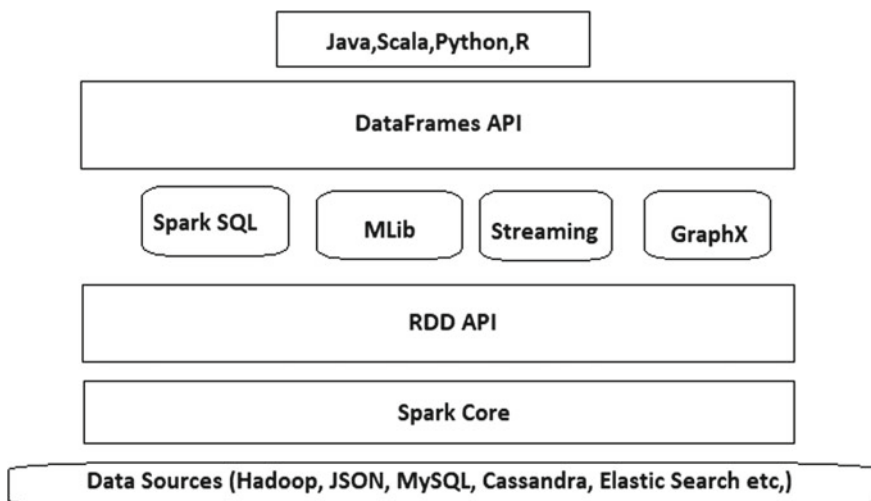 Java,Scala,Python,R
DataFrames API
Spark SQL
MLib
Streaming
GraphX
RDD API
Spark Core
Data Sources (Hadoop, JSON, MySQL, Cassandra, Elastic Search etc,)